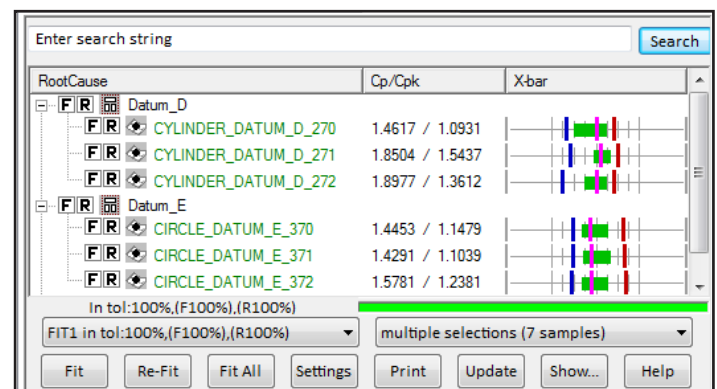 Enter search string Search
RootCause Cp/Cpk X-bar
F R Datum_D
F R CYLINDER_DATUM_D_270 1.4617 / 1.0931
F R CYLINDER_DATUM_D_271 1.8504 / 1.5437
F R CYLINDER_DATUM_D_272 1.8977 / 1.3612
F R Datum_E
F R CIRCLE_DATUM_E_370 1.4453 / 1.1479
F R CIRCLE_DATUM_E_371 1.4291 / 1.1039
F R CIRCLE_DATUM_E_372 1.5781 / 1.2381
In tol:100%,(F100%),(R100%)
FIT1 in tol:100%,(F100%),(R100%) multiple selections (7 samples)
Fit Re-Fit Fit All Settings Print Update Show... Help